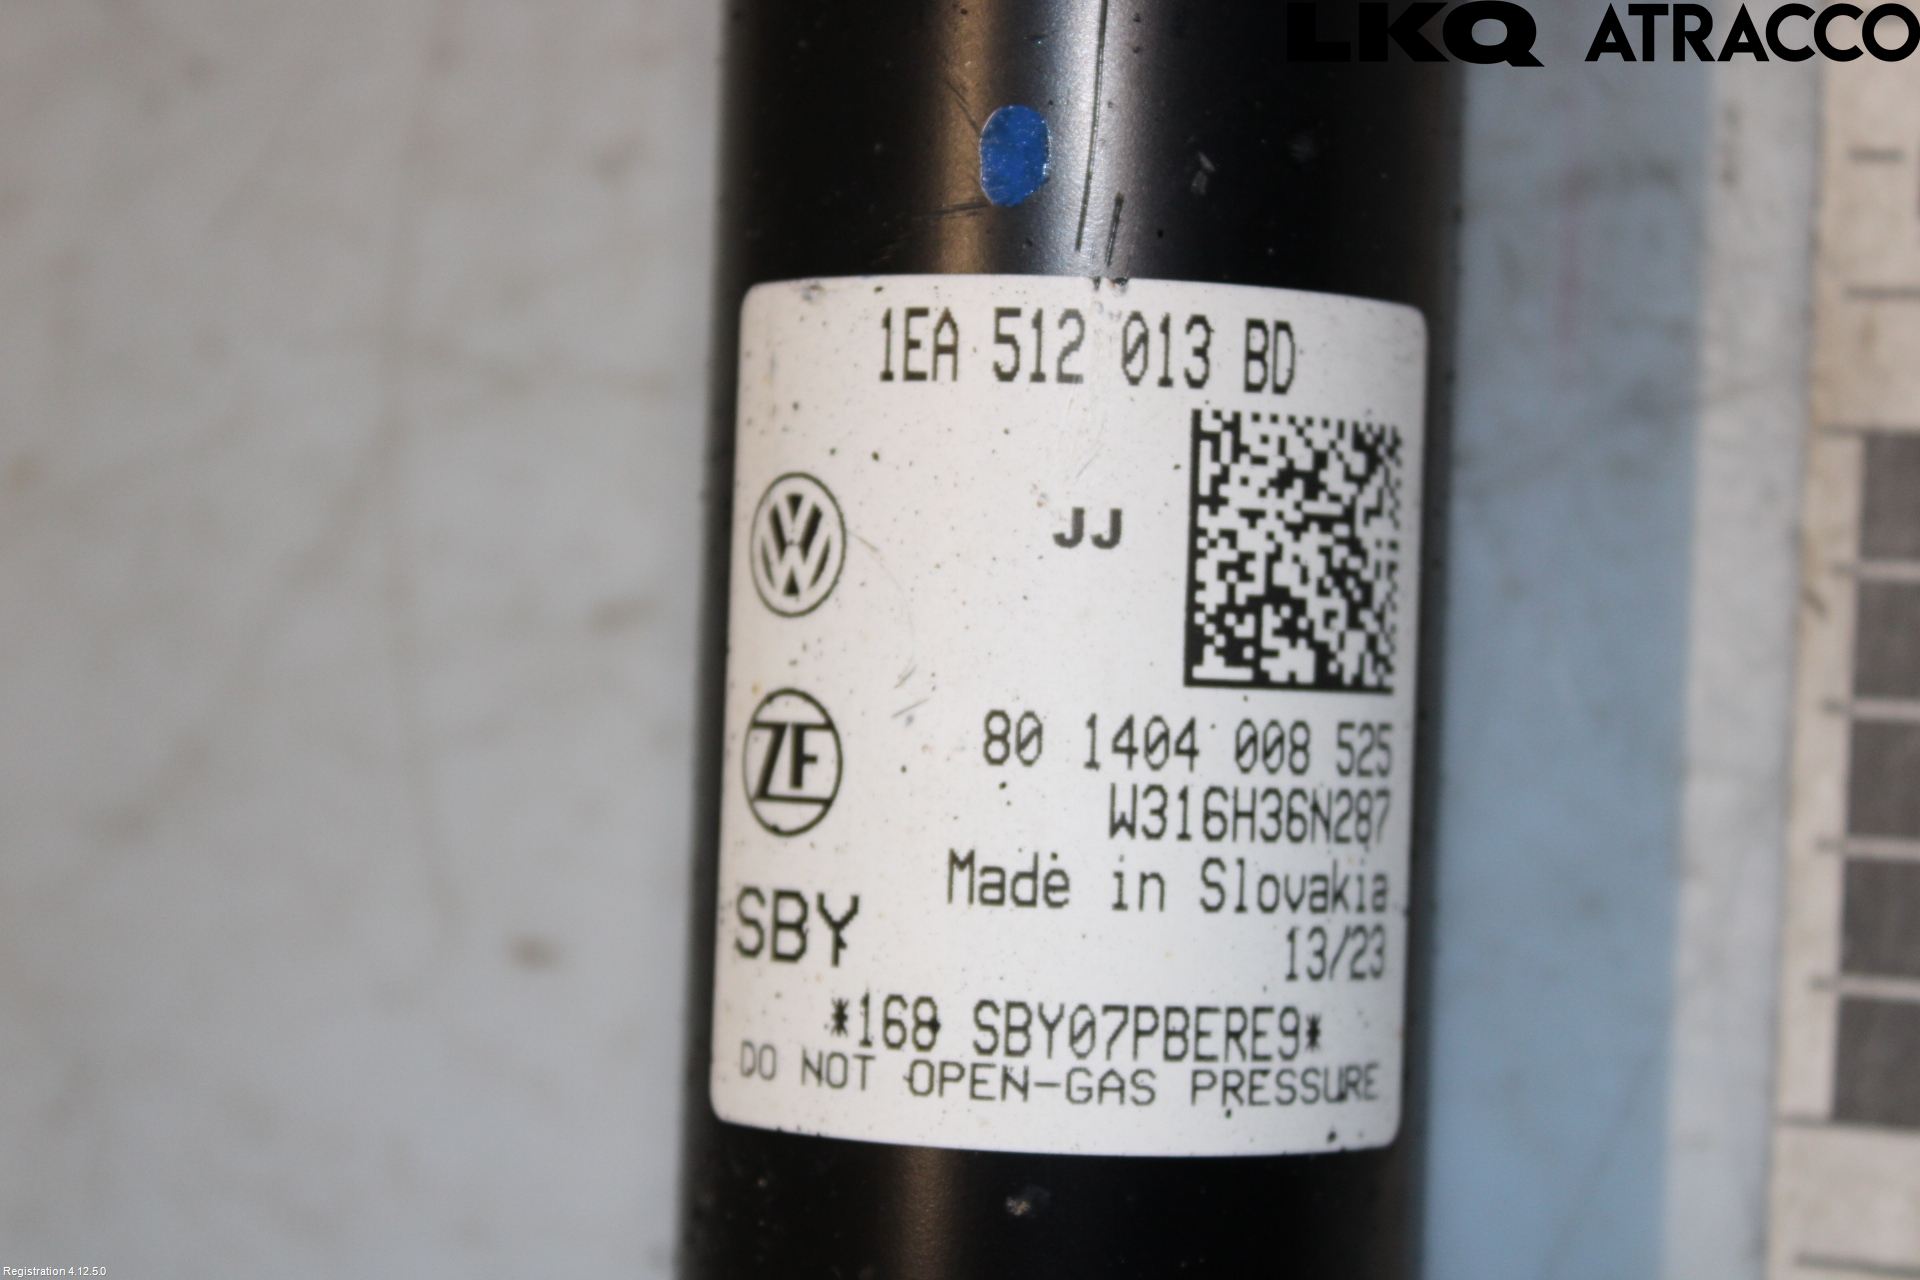 LKQ ATRACCO
1EA 512 013 BD
JJ
80 1404 008 525
ZF
W316H36N287
Made in Slovakia
SBY
13/23
*168 SBY07PBERE9*
DO NOT OPEN-GAS PRESSURE
Registration 4.12.5.0